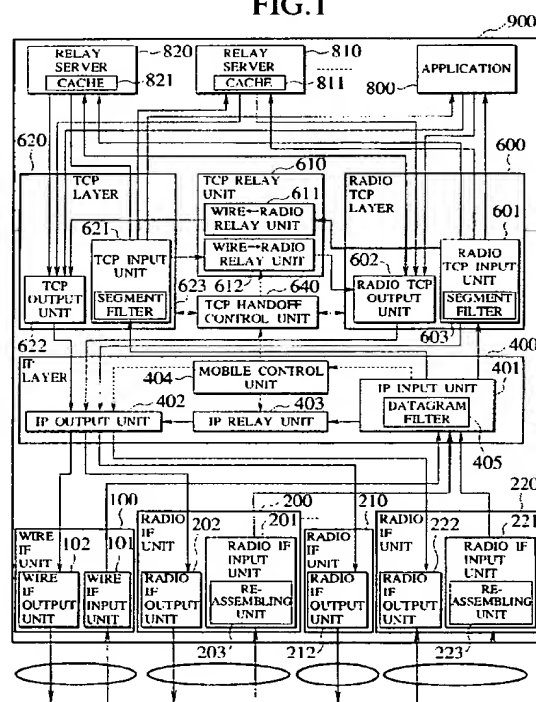 FIG.1
900
RELAY SERVER
CACHE
820
821
RELAY SERVER
CACHE
810
811
APPLICATION
800
620
TCP LAYER
621
TCP INPUT UNIT
SEGMENT FILTER
623
TCP OUTPUT UNIT
622
610
TCP RELAY UNIT
611
WIRE←RADIO RELAY UNIT
WIRE→RADIO RELAY UNIT
612
640
TCP HANDOFF CONTROL UNIT
600
RADIO TCP LAYER
601
602
RADIO TCP INPUT UNIT
SEGMENT FILTER
603
RADIO TCP OUTPUT UNIT
400
LAYER
404
MOBILE CONTROL UNIT
401
IP INPUT UNIT
DATAGRAM FILTER
405
402
IP OUTPUT UNIT
403
IP RELAY UNIT
100
WIRE IF UNIT
102
101
WIRE IF OUTPUT UNIT
WIRE IF INPUT UNIT
200
RADIO IF UNIT
202
201
RADIO IF OUTPUT UNIT
RADIO IF INPUT UNIT
RE-ASSEMBLING UNIT
203
210
RADIO IF UNIT
RADIO IF OUTPUT UNIT
212
220
RADIO IF UNIT
222
221
RADIO IF OUTPUT UNIT
RADIO IF INPUT UNIT
RE-ASSEMBLING UNIT
223